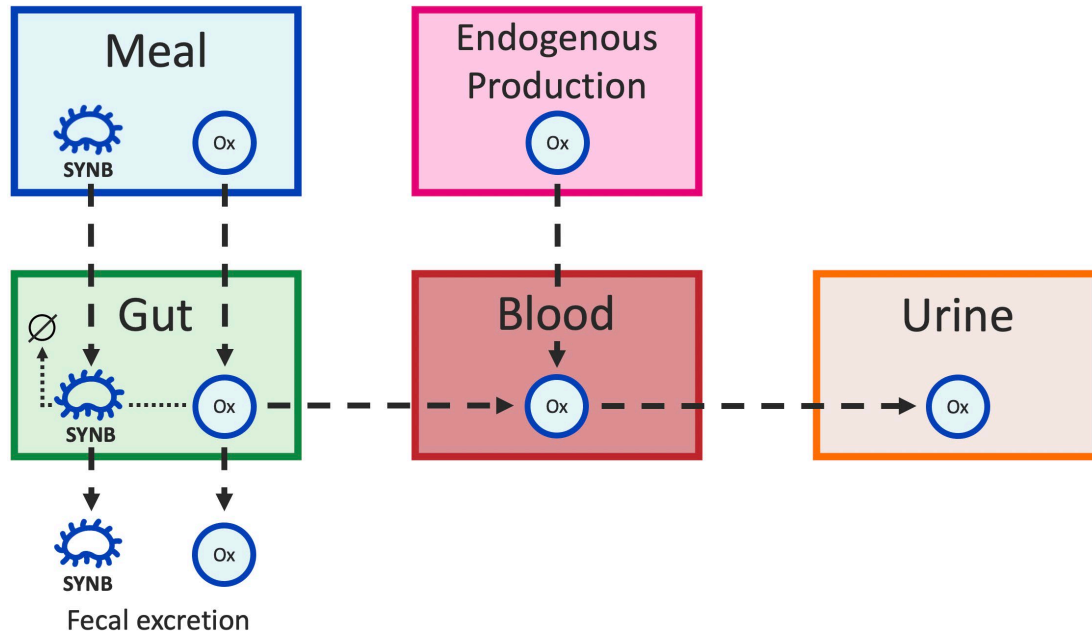 Meal
SYNB
Ox
Endogenous
Production
Ox
Gut
∅
SYNB
Ox
Blood
Ox
Urine
Ox
SYNB
Ox
Fecal excretion